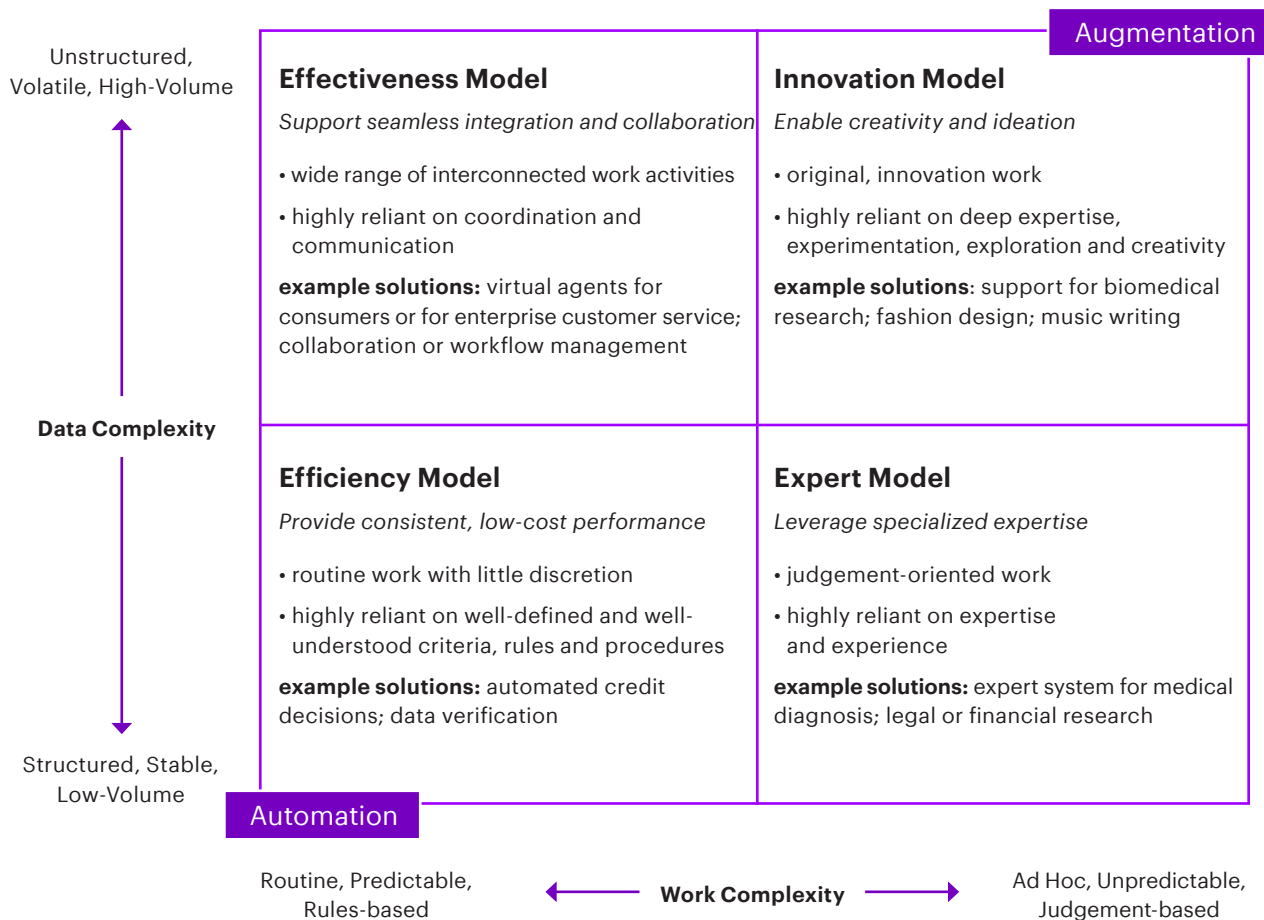 Augmentation
Unstructured,
Volatile, High-Volume
Effectiveness Model
Support seamless integration and collaboration
• wide range of interconnected work activities
• highly reliant on coordination and
communication
example solutions: virtual agents for
consumers or for enterprise customer service;
collaboration or workflow management
Innovation Model
Enable creativity and ideation
• original, innovation work
• highly reliant on deep expertise,
experimentation, exploration and creativity
example solutions: support for biomedical
research; fashion design; music writing
Data Complexity
Efficiency Model
Provide consistent, low-cost performance
• routine work with little discretion
• highly reliant on well-defined and well-
understood criteria, rules and procedures
example solutions: automated credit
decisions; data verification
Expert Model
Leverage specialized expertise
• judgement-oriented work
• highly reliant on expertise
and experience
example solutions: expert system for medical
diagnosis; legal or financial research
Structured, Stable,
Low-Volume
Automation
Routine, Predictable,
Rules-based
Work Complexity
Ad Hoc, Unpredictable,
Judgement-based